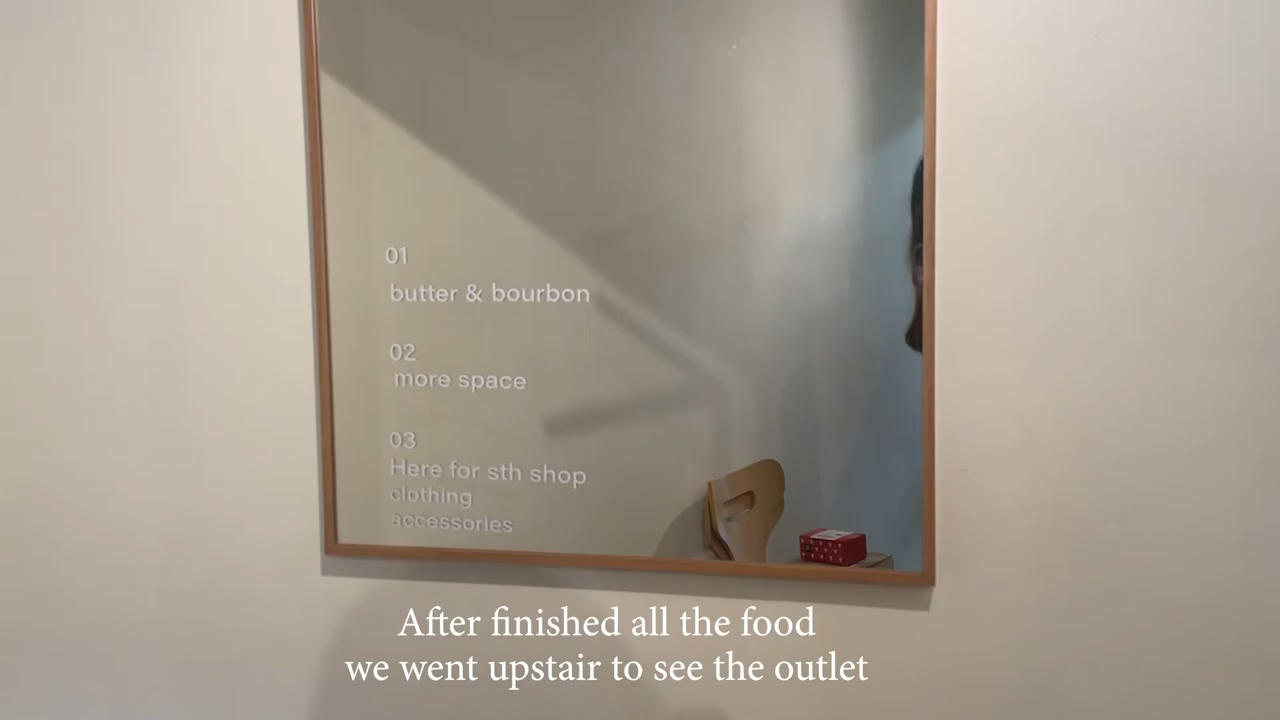 01
butter & bourbon
02
more space
03
Here for sth shop
clothing
accessories
After finished all the food
we went upstair to see the outlet